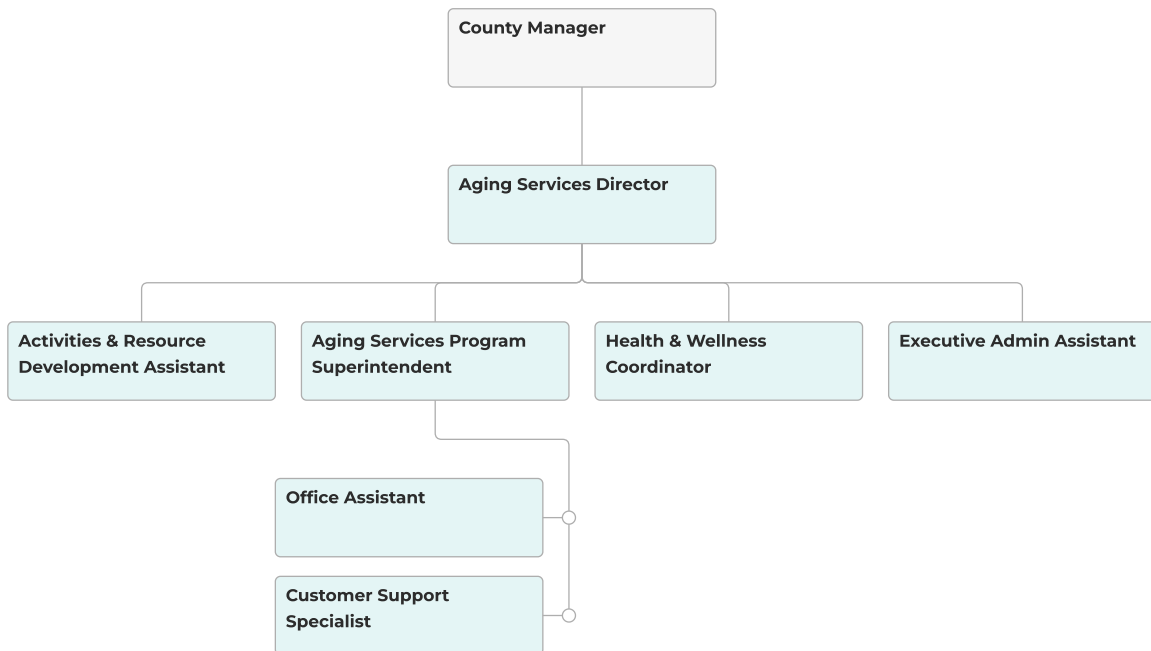 County Manager
Aging Services Director
Activities & Resource
Development Assistant
Aging Services Program
Superintendent
Health & Wellness
Coordinator
Executive Admin Assistant
Office Assistant
Customer Support
Specialist